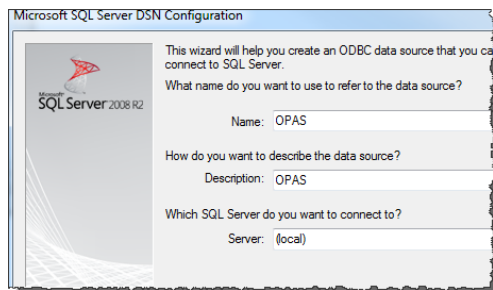 Microsoft SQL Server DSN Configuration
This wizard will help you create an ODBC data source that you ca
connect to SQL Server.
What name do you want to use to refer to the data source?
Microsoft
SQL Server 2008 R2
Name: OPAS
How do you want to describe the data source?
Description: OPAS
Which SQL Server do you want to connect to?
Server: (local)